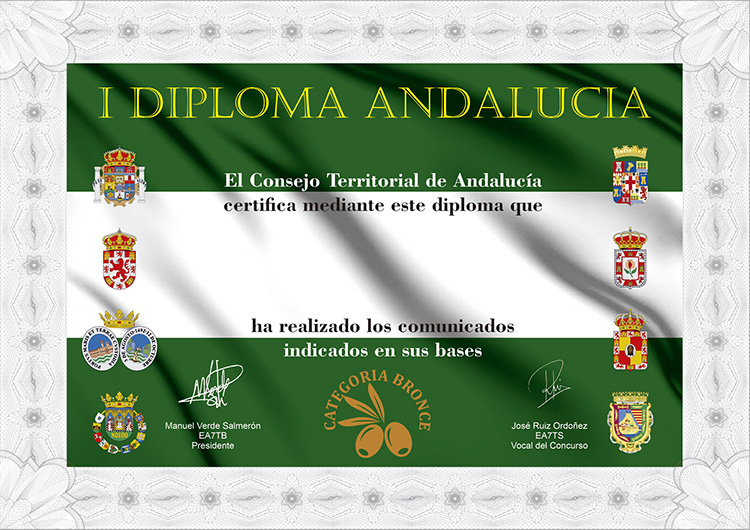 I DIPLOMA ANDALUCIA
El Consejo Territorial de Andalucía
certifica mediante este diploma que
ha realizado los comunicados
indicados en sus bases
CATEGORIA BRONCE
Manuel Verde Salmerón
EA7TB
Presidente
José Ruiz Ordoñez
EA7TS
Vocal del Concurso